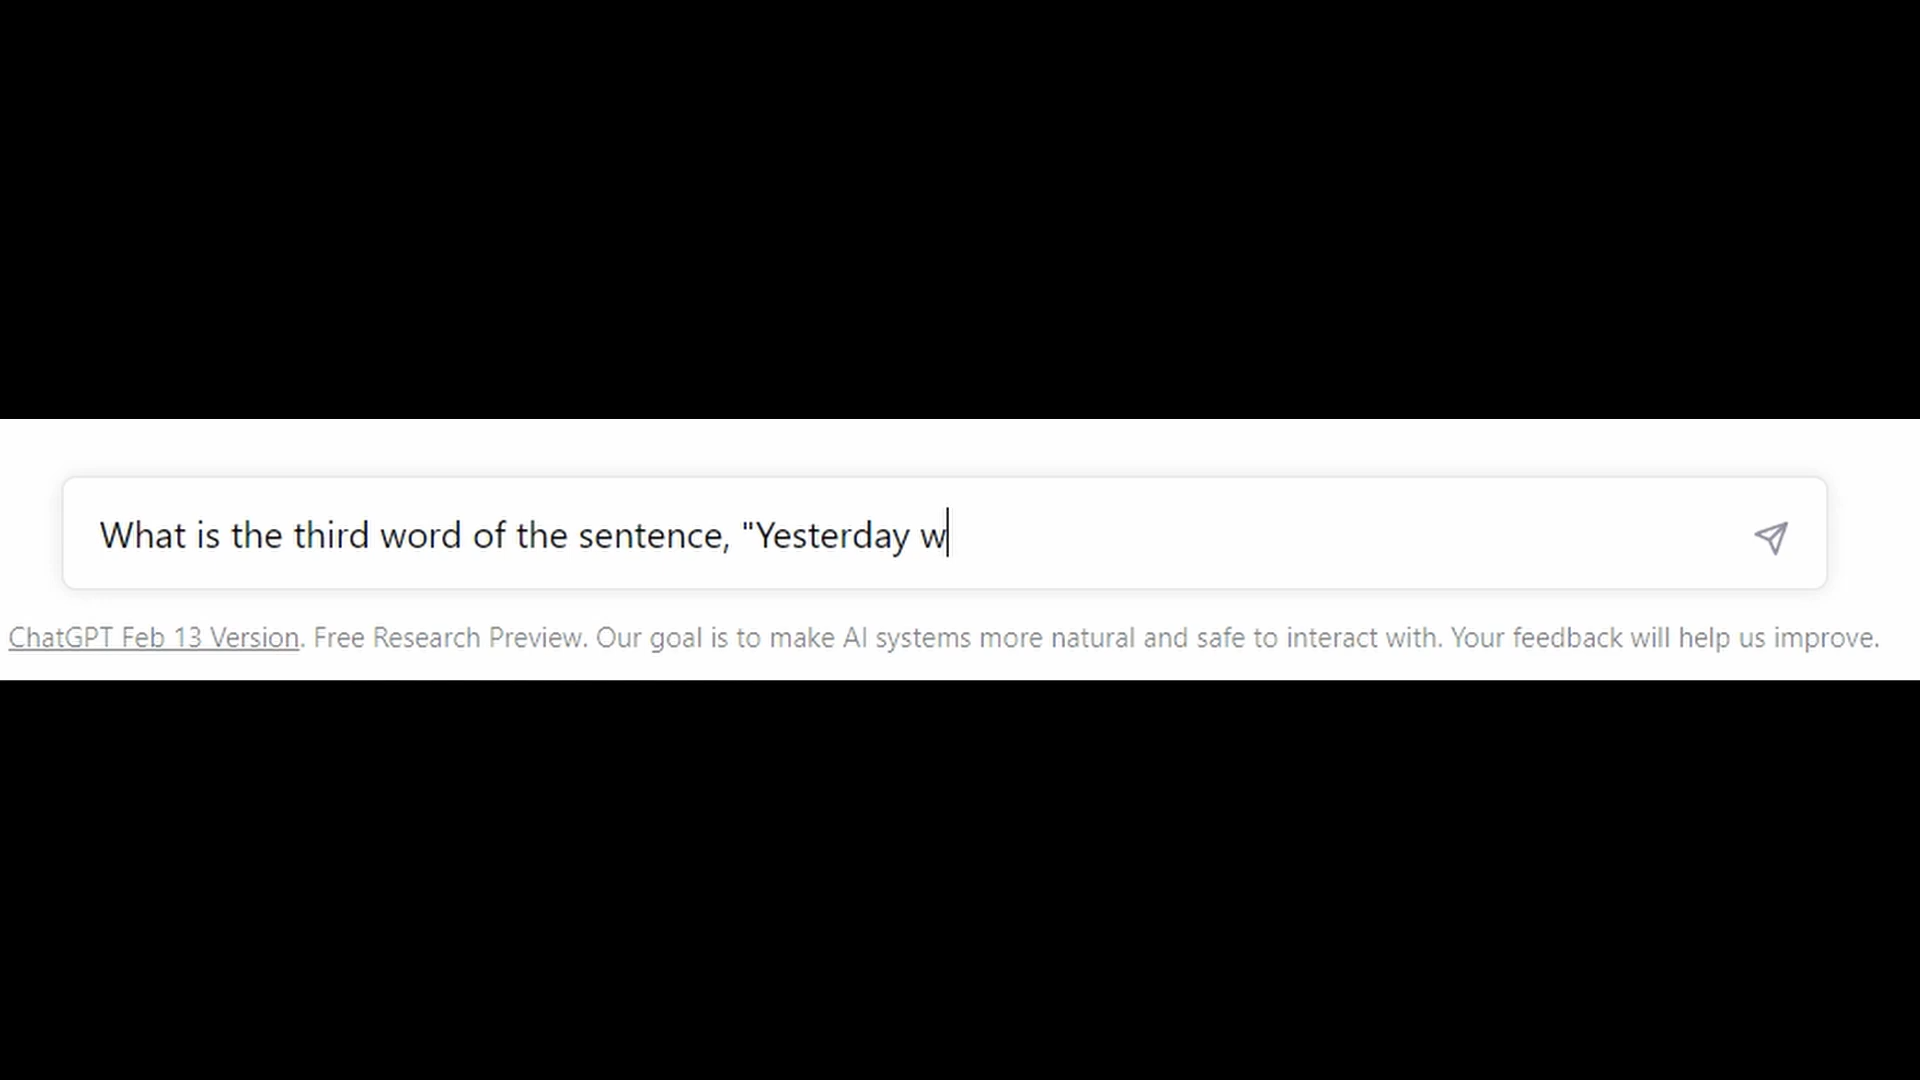 What is the third word of the sentence, "Yesterday w
ChatGPT Feb 13 Version. Free Research Preview. Our goal is to make AI systems more natural and safe to interact with. Your feedback will help us improve.